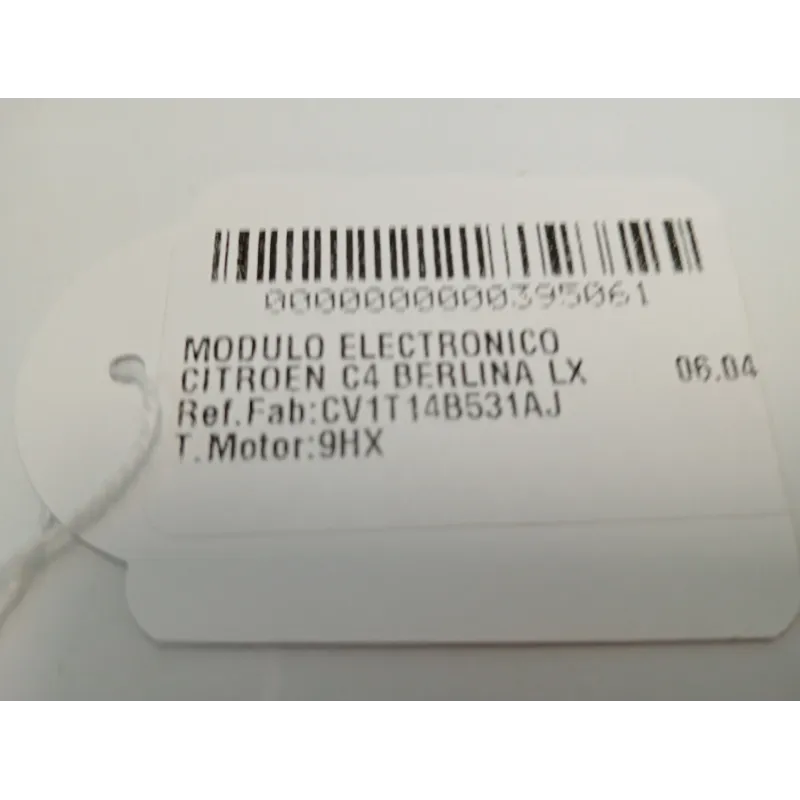 0000000000395061
MODULO ELECTRONICO
CITROEN C4 BERLINA LX 06.04
Ref.Fab:CV1T14B531AJ
T.Motor:9HX